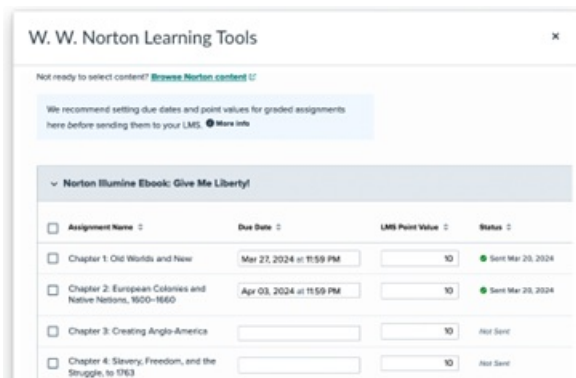 W. W. Norton Learning Tools ×
Not ready to select content? Browse Norton content
We recommend setting due dates and point values for graded assignments
here before sending them to your LMS. More info
Norton Illumine Ebook: Give Me Liberty!
Assignment Name Due Date LMS Point Value Status
Chapter 1: Old Worlds and New Mar 27, 2024 at 11:59 PM 10 Sent Mar 20, 2024
Chapter 2: European Colonies and
Native Nations, 1600–1660 Apr 03, 2024 at 11:59 PM 10 Sent Mar 20, 2024
Chapter 3: Creating Anglo-America 10 Not Sent
Chapter 4: Slavery, Freedom, and the
Struggle, to 1763 10 Not Sent